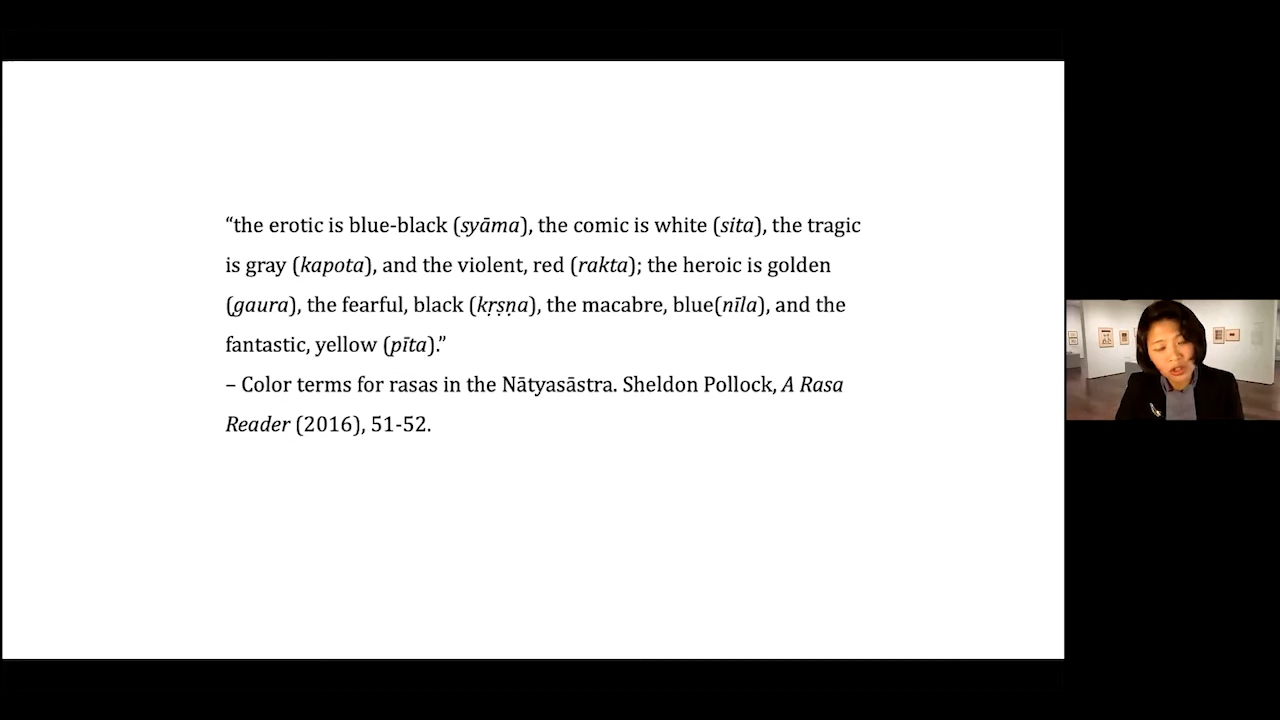 “the erotic is blue-black (syāma), the comic is white (sita), the tragic
is gray (kapota), and the violent, red (rakta); the heroic is golden
(gaura), the fearful, black (kṛṣṇa), the macabre, blue(nīla), and the
fantastic, yellow (pīta).”
– Color terms for rasas in the Nātyasāstra. Sheldon Pollock, A Rasa
Reader (2016), 51-52.